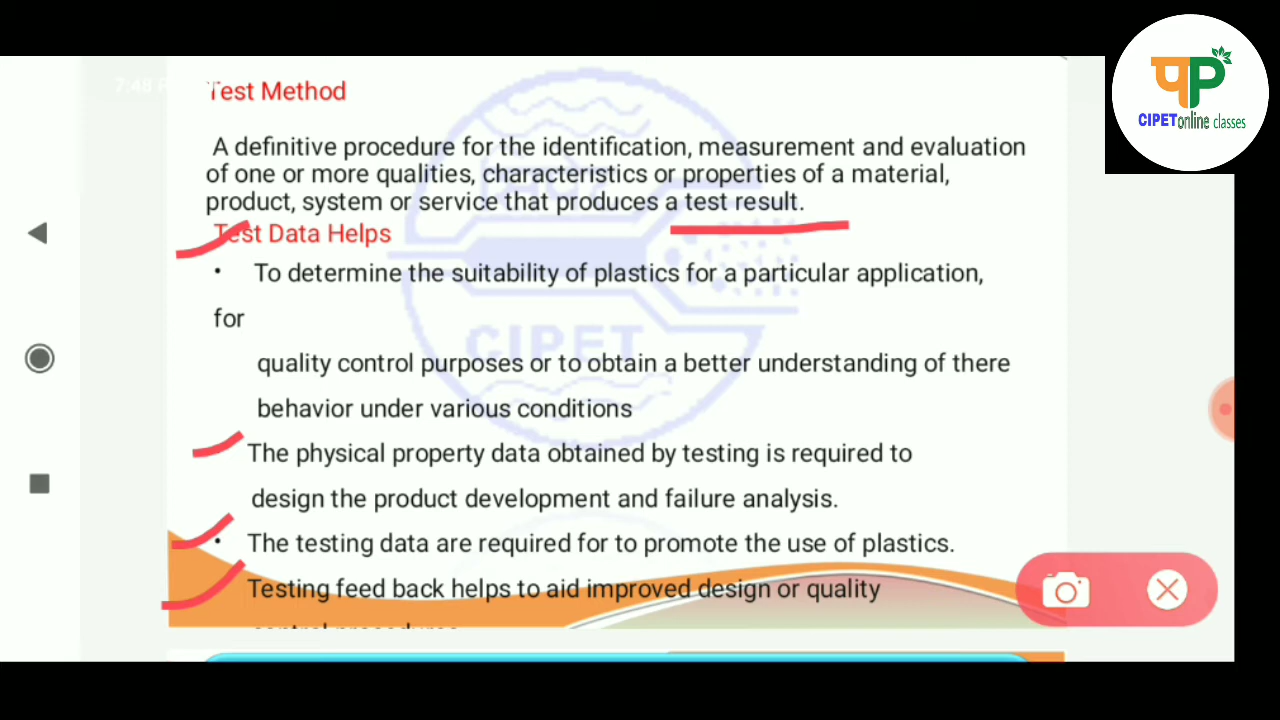 7:48 P
Test Method
A definitive procedure for the identification, measurement and evaluation
of one or more qualities, characteristics or properties of a material,
product, system or service that produces a test result.
Test Data Helps
• To determine the suitability of plastics for a particular application,
for
quality control purposes or to obtain a better understanding of there
behavior under various conditions
The physical property data obtained by testing is required to
design the product development and failure analysis.
• The testing data are required for to promote the use of plastics.
Testing feed back helps to aid improved design or quality
CIPET
पP
CIPET online classes